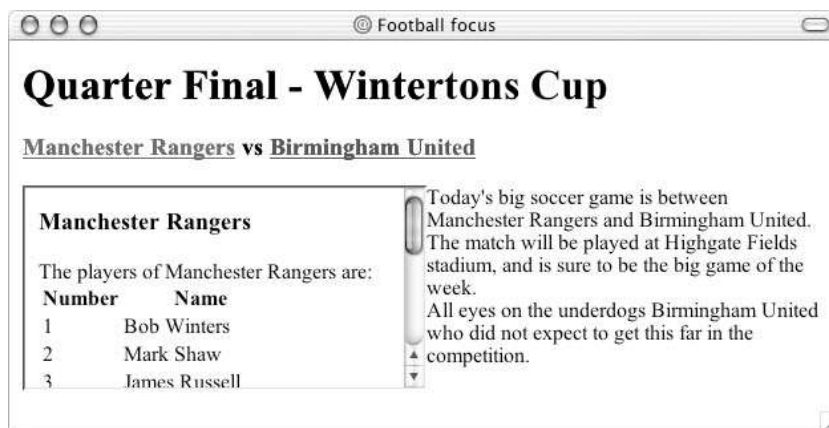 Football focus
Quarter Final - Wintertons Cup
Manchester Rangers vs Birmingham United
Manchester Rangers
The players of Manchester Rangers are:
Number Name
1 Bob Winters
2 Mark Shaw
3 James Russell
Today's big soccer game is between
Manchester Rangers and Birmingham United.
The match will be played at Highgate Fields
stadium, and is sure to be the big game of the
week.
All eyes on the underdogs Birmingham United
who did not expect to get this far in the
competition.